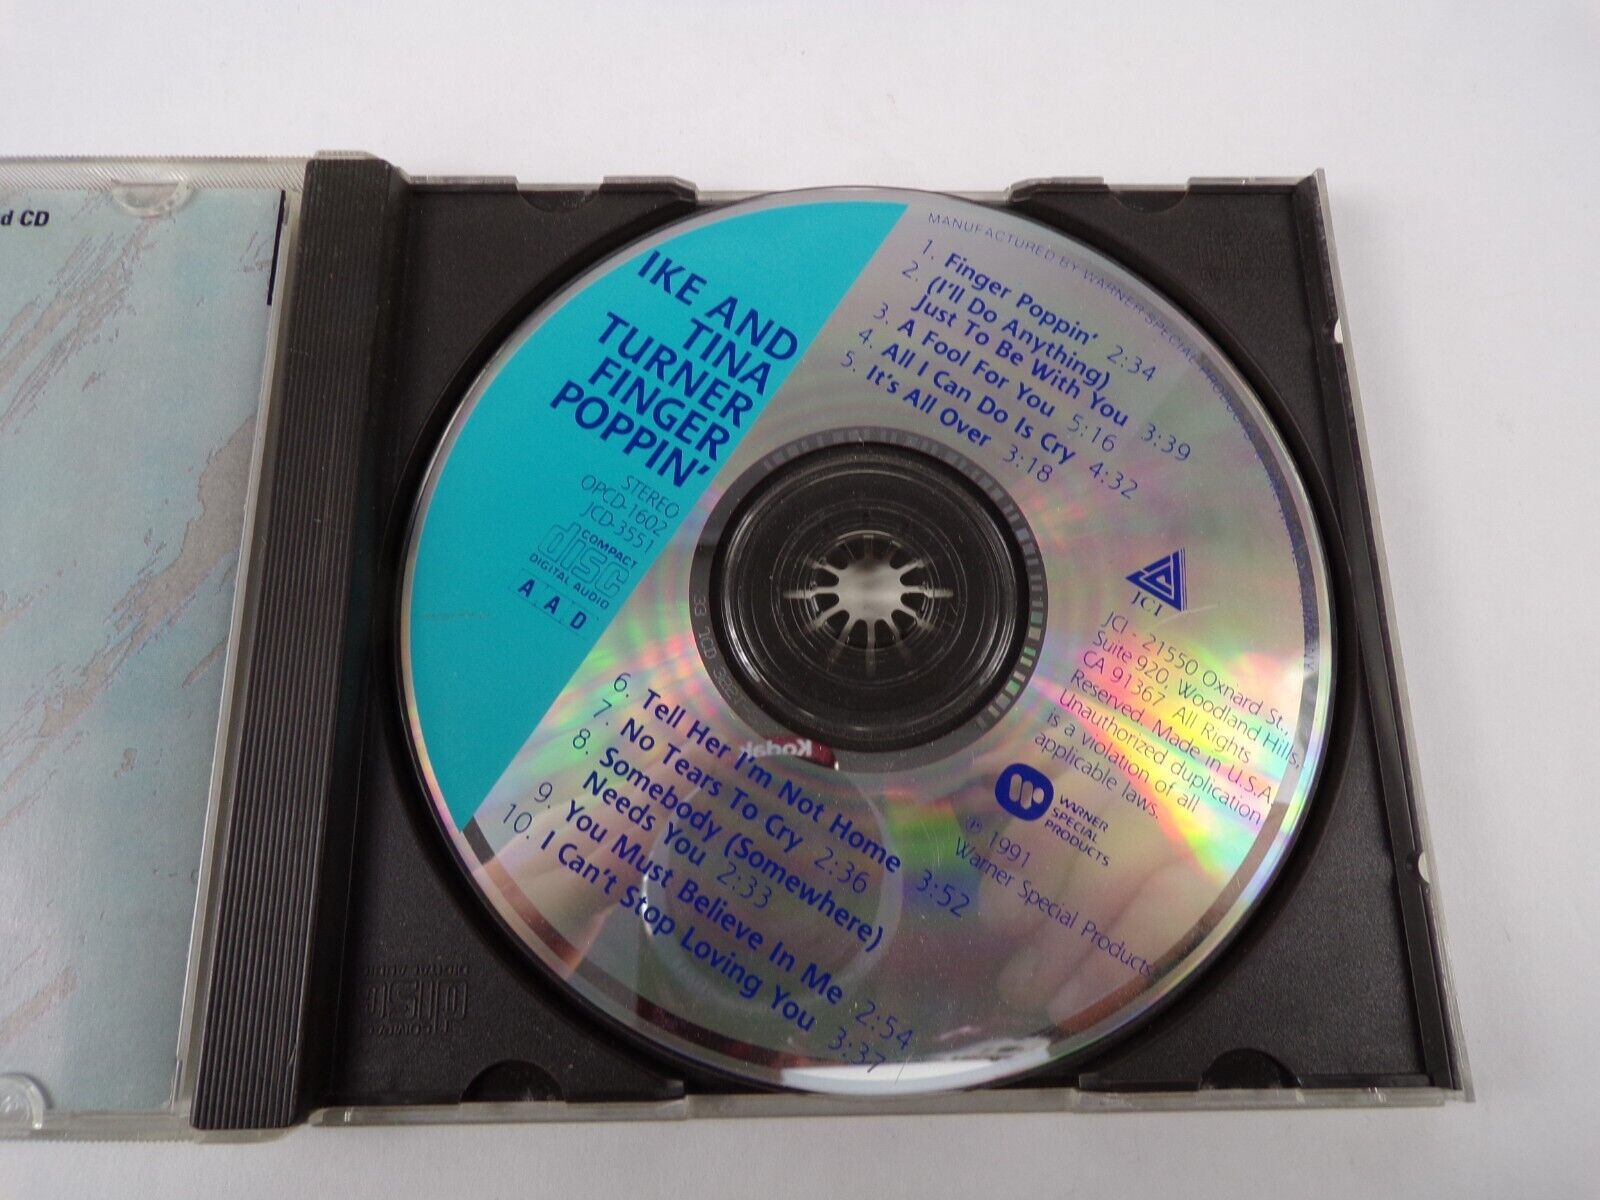 d CD
IKE AND
TINA
TURNER
FINGER
POPPIN'
STEREO
OPCD-1602
JCD-3551
COMPACT
disc
DIGITAL AUDIO
A A D
MANUFACTURED BY WARNER SPECIAL
1. Finger Poppin' 2:34
2. (I'll Do Anything)
Just To Be With You 3:39
3. A Fool For You 5:16
4. All I Can Do Is Cry 4:32
5. It's All Over 3:18
JCI
JCI - 21550 Oxnard St.,
Suite 920, Woodland Hills,
CA 91367 All Rights
Reserved. Made in U.S.A.
Unauthorized duplication
is a violation of all
applicable laws.
WARNER
SPECIAL
PRODUCTS
℗ 1991
Warner Special Products
6. Tell Her I'm Not Home 3:52
7. No Tears To Cry 2:36
8. Somebody (Somewhere)
Needs You 2:33
9. You Must Believe In Me 2:54
10. I Can't Stop Loving You 3:37
Kodak
COMPACT
disc
DIGITAL AUDIO